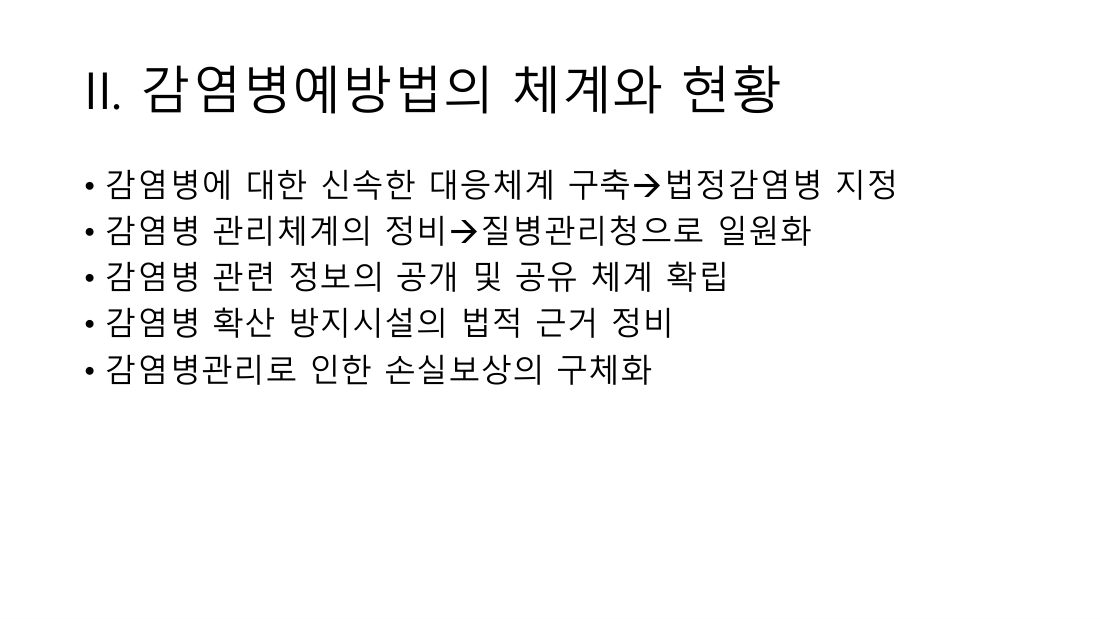 II. 감염병예방법의 체계와 현황
• 감염병에 대한 신속한 대응체계 구축→법정감염병 지정
• 감염병 관리체계의 정비→질병관리청으로 일원화
• 감염병 관련 정보의 공개 및 공유 체계 확립
• 감염병 확산 방지시설의 법적 근거 정비
• 감염병관리로 인한 손실보상의 구체화